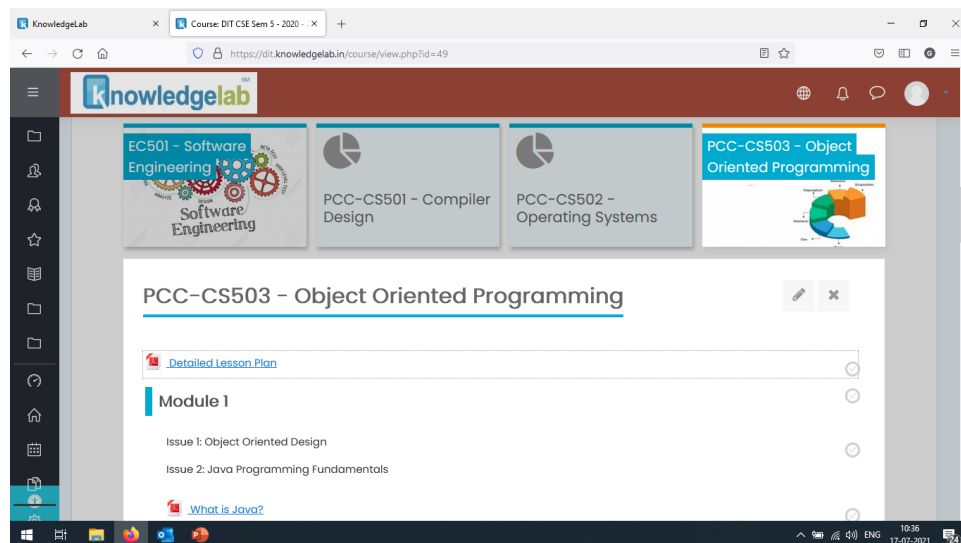 KnowledgeLab
Course: DIT CSE Sem 5 - 2020 -
https://dit.knowledgelab.in/course/view.php?id=49
knowledgelab
SM
EC501 - Software
Engineering
Software
Engineering
PCC-CS501 - Compiler
Design
PCC-CS502 -
Operating Systems
PCC-CS503 - Object
Oriented Programming
PCC-CS503 - Object Oriented Programming
Detailed Lesson Plan
Module 1
Issue 1: Object Oriented Design
Issue 2: Java Programming Fundamentals
What is Java?
ENG
10:36
17-07-2021
24